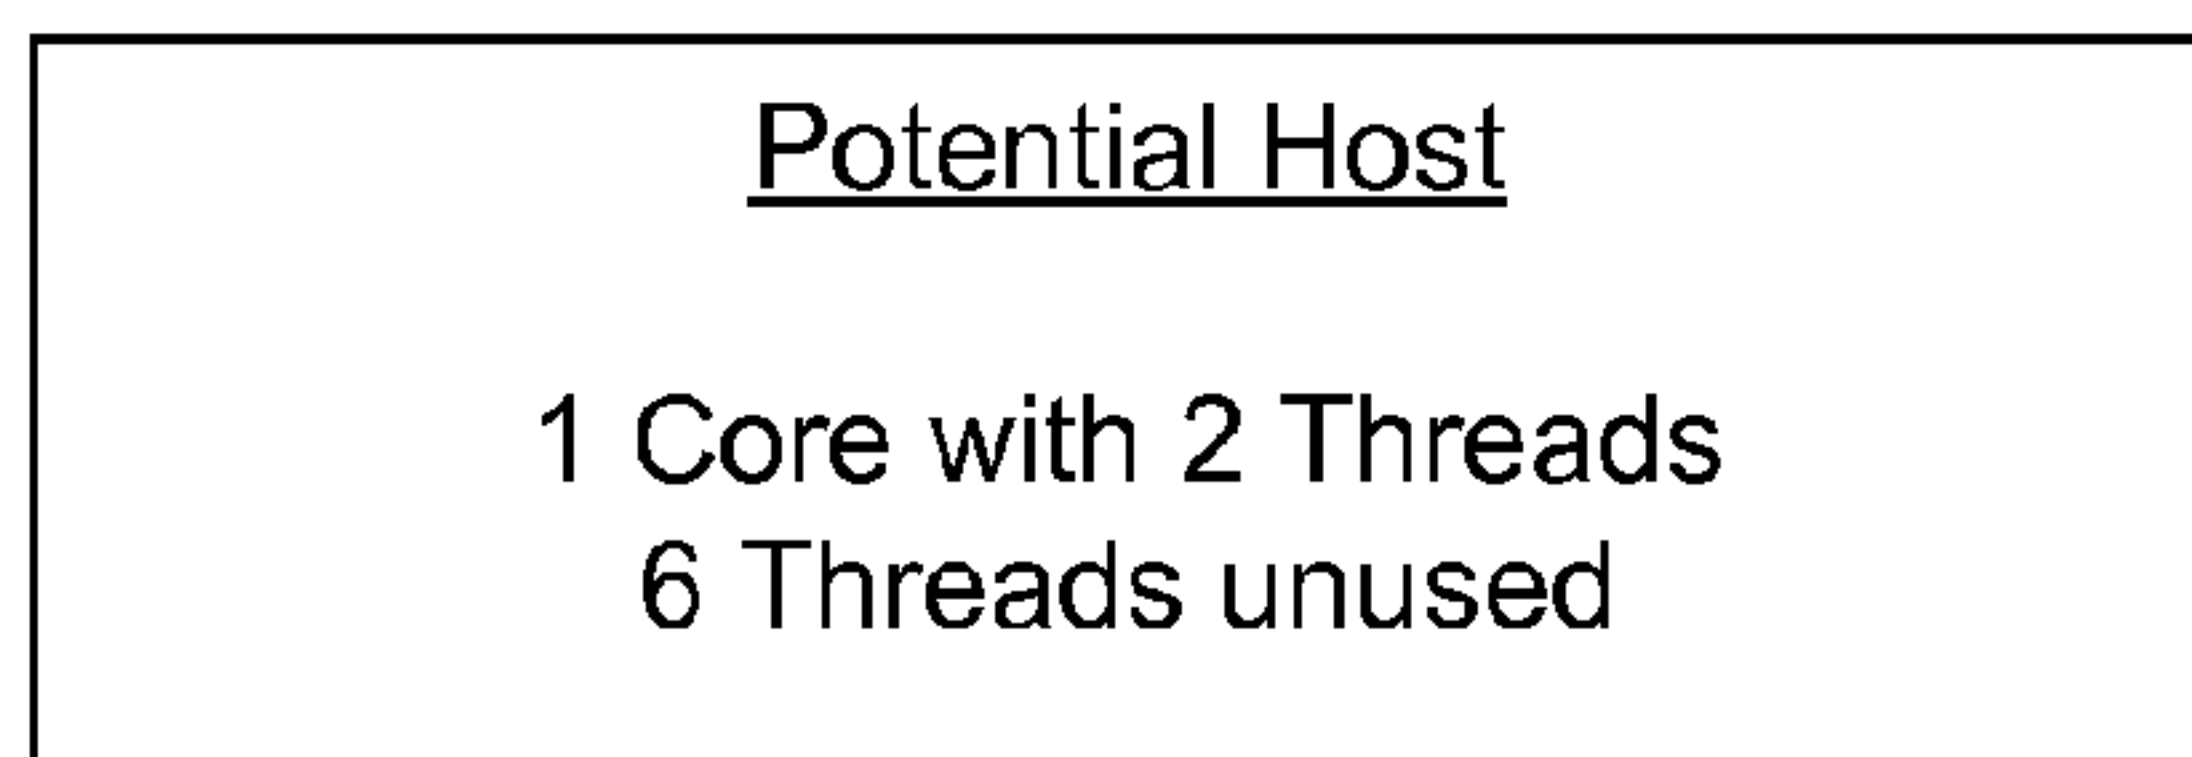 Potential Host
1 Core with 2 Threads
6 Threads unused